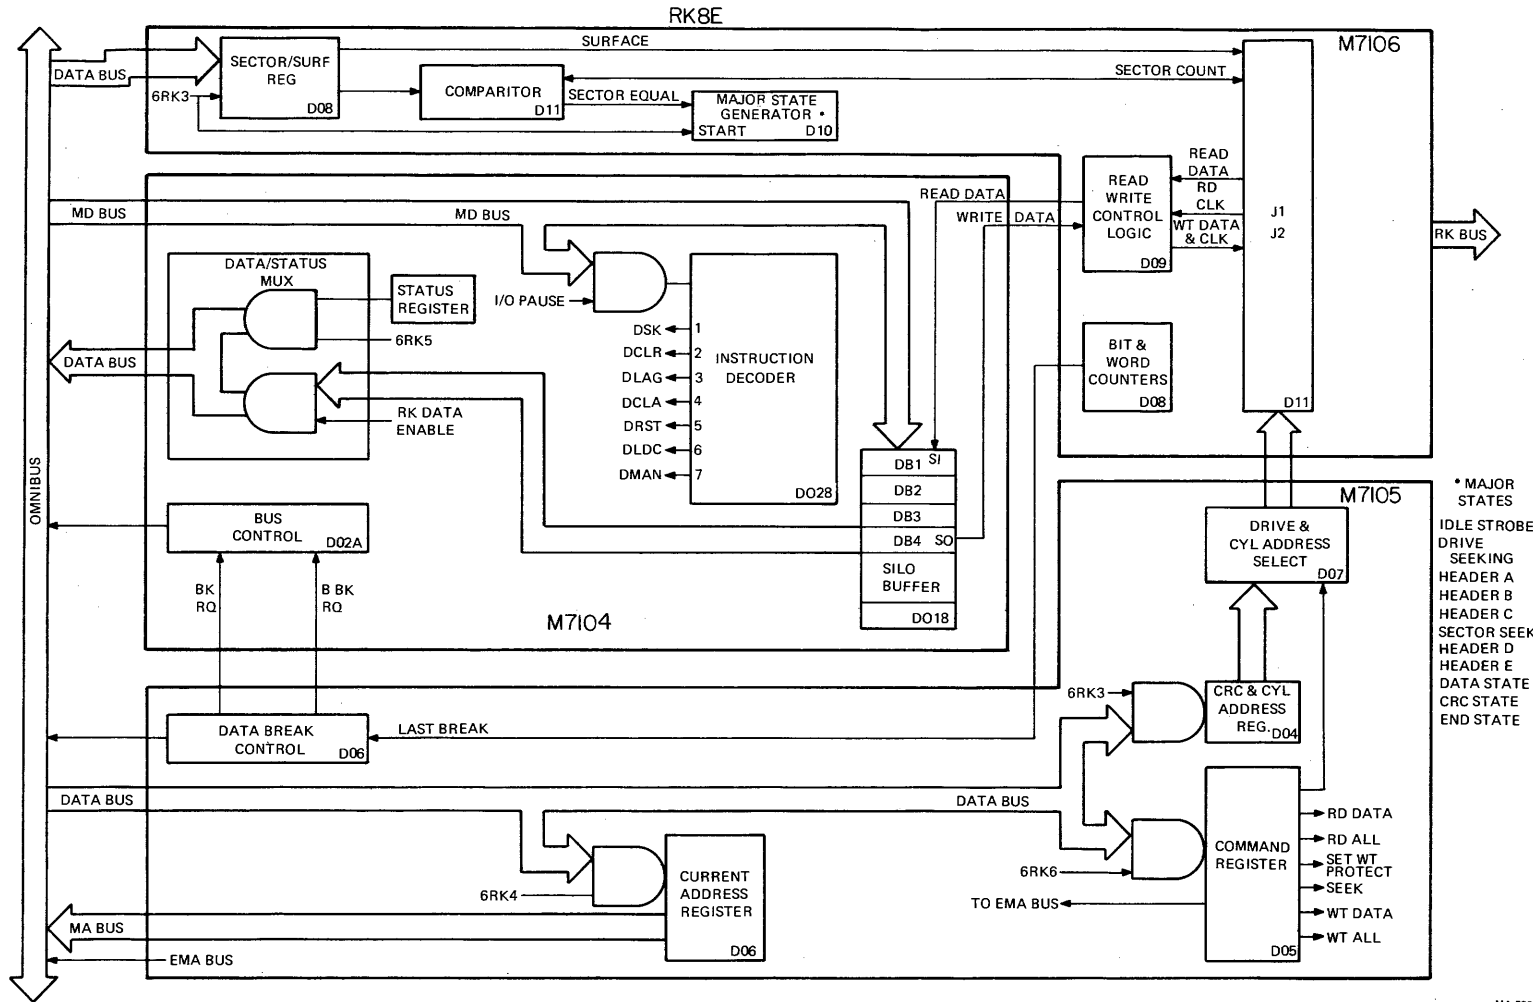 RK8E
M7106
SURFACE
SECTOR/SURF
REG
D08
DATA BUS
6RK3
COMPARITOR
D11
SECTOR COUNT
SECTOR EQUAL
MAJOR STATE
GENERATOR *
START
D10
READ
DATA
RD
CLK
WT DATA
& CLK
READ
WRITE
CONTROL
LOGIC
D09
J1
J2
D11
RK BUS
BIT &
WORD
COUNTERS
D08
MD BUS
MD BUS
READ DATA
WRITE DATA
DATA/STATUS
MUX
STATUS
REGISTER
6RK5
DATA BUS
RK DATA
ENABLE
I/O PAUSE
DSK 1
DCLR 2
DLAG 3
DCLA 4
DRST 5
DLDC 6
DMAN 7
INSTRUCTION
DECODER
DO28
DB1 SI
DB2
DB3
DB4 SO
SILO
BUFFER
DO18
OMNIBUS
BUS
CONTROL
D02A
BK
RQ
B BK
RQ
M7104
M7105
DRIVE &
CYL ADDRESS
SELECT
D07
* MAJOR
STATES
IDLE STROBE
DRIVE
SEEKING
HEADER A
HEADER B
HEADER C
SECTOR SEEK
HEADER D
HEADER E
DATA STATE
CRC STATE
END STATE
6RK3
CRC & CYL
ADDRESS
REG.
D04
DATA BREAK
CONTROL
D06
LAST BREAK
DATA BUS
DATA BUS
6RK4
CURRENT
ADDRESS
REGISTER
D06
6RK6
TO EMA BUS
COMMAND
REGISTER
D05
RD DATA
RD ALL
SET WT
PROTECT
SEEK
WT DATA
WT ALL
MA BUS
EMA BUS